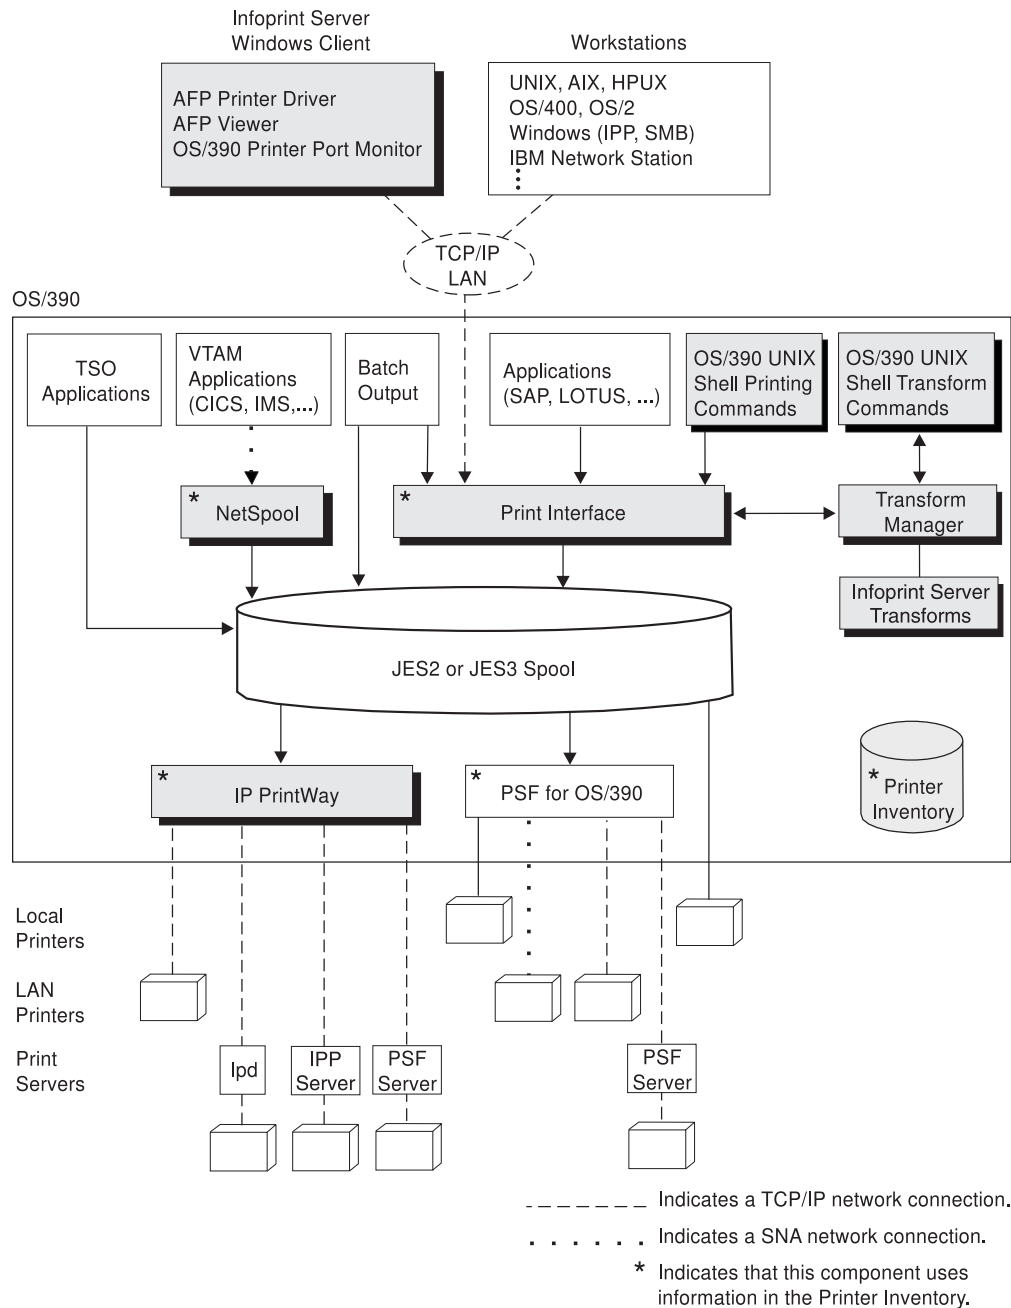 Infoprint Server
Windows Client
Workstations
AFP Printer Driver
AFP Viewer
OS/390 Printer Port Monitor
UNIX, AIX, HPUX
OS/400, OS/2
Windows (IPP, SMB)
IBM Network Station
TCP/IP
LAN
OS/390
TSO
Applications
VTAM
Applications
(CICS, IMS,...)
Batch
Output
Applications
(SAP, LOTUS, ...)
OS/390 UNIX
Shell Printing
Commands
OS/390 UNIX
Shell Transform
Commands
* NetSpool
* Print Interface
Transform
Manager
Infoprint Server
Transforms
JES2 or JES3 Spool
* IP PrintWay
* PSF for OS/390
* Printer
Inventory
Local
Printers
LAN
Printers
Print
Servers
lpd
IPP
Server
PSF
Server
PSF
Server
Indicates a TCP/IP network connection.
Indicates a SNA network connection.
* Indicates that this component uses
information in the Printer Inventory.